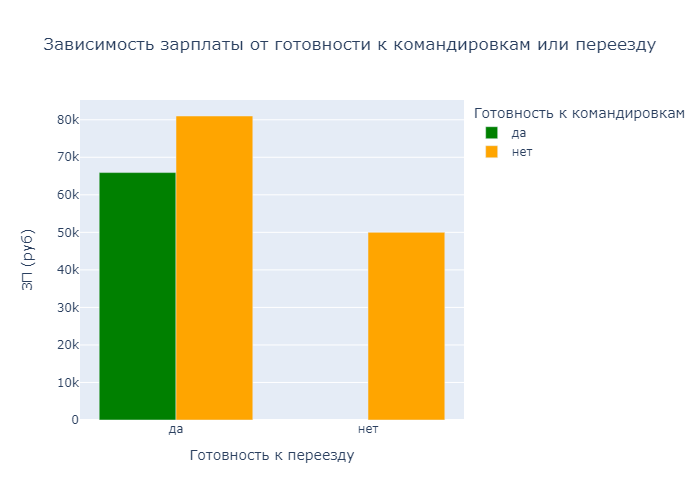 Зависимость зарплаты от готовности к командировкам или переезду
Готовность к командировкам
да
нет
80k
70k
60k
50k
40k
30k
20k
10k
0
ЗП (руб)
да
нет
Готовность к переезду